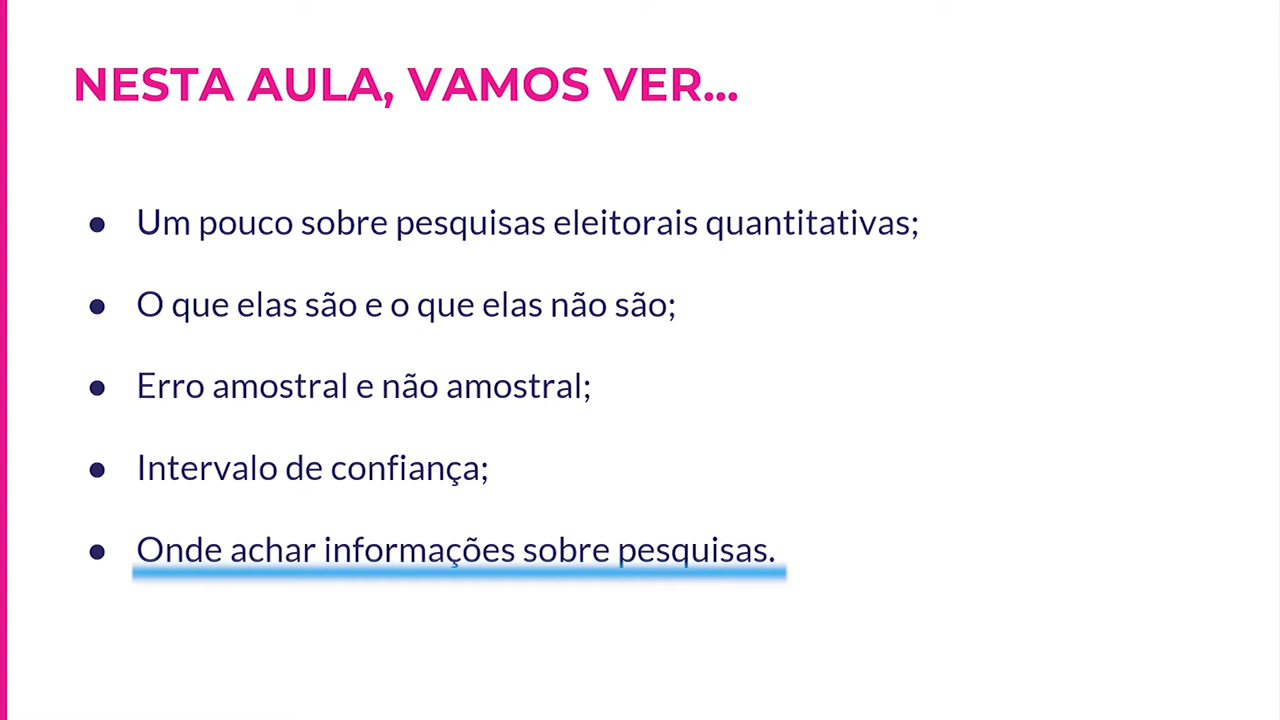 NESTA AULA, VAMOS VER...
● Um pouco sobre pesquisas eleitorais quantitativas;
● O que elas são e o que elas não são;
● Erro amostral e não amostral;
● Intervalo de confiança;
● Onde achar informações sobre pesquisas.